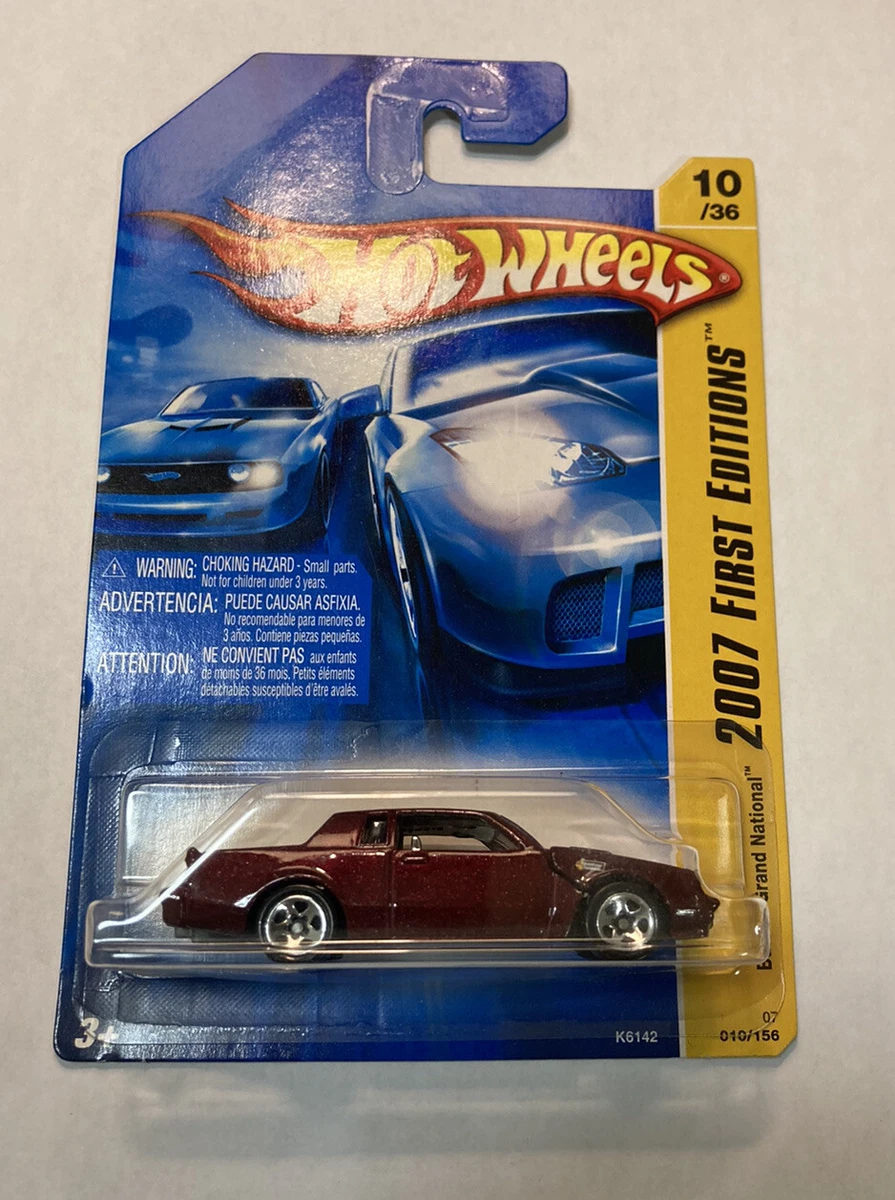 10
/36
HOT WHEELS®
2007 FIRST EDITIONS™
Grand National™
WARNING: CHOKING HAZARD - Small parts.
Not for children under 3 years.
ADVERTENCIA: PUEDE CAUSAR ASFIXIA.
No recomendable para menores de
3 años. Contiene piezas pequeñas.
ATTENTION: NE CONVIENT PAS aux enfants
de moins de 36 mois. Petits éléments
détachables susceptibles d'être avalés.
3+
K6142
07
010/156